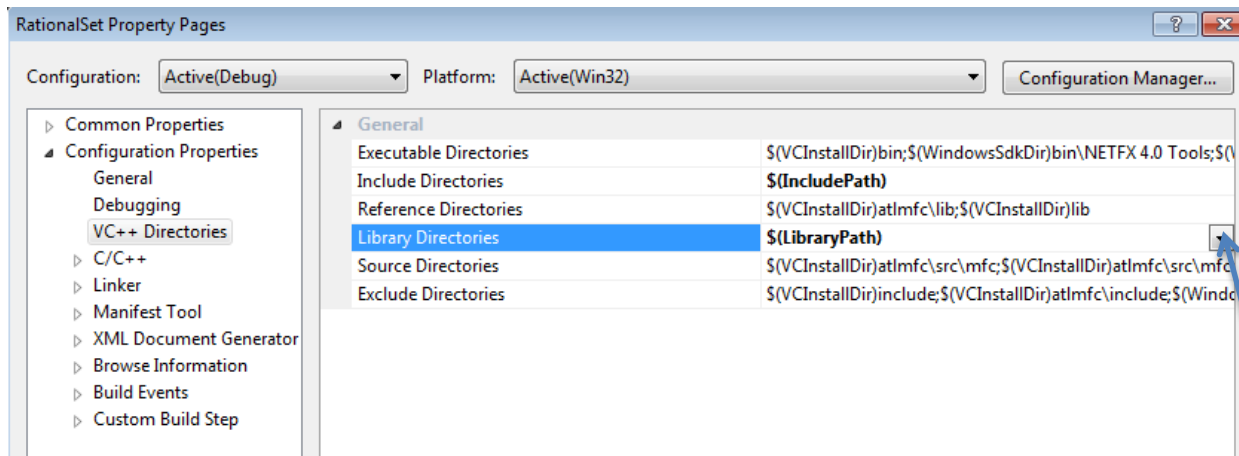 RationalSet Property Pages
Configuration: Active(Debug) Platform: Active(Win32) Configuration Manager...
Common Properties
Configuration Properties
General
Debugging
VC++ Directories
C/C++
Linker
Manifest Tool
XML Document Generator
Browse Information
Build Events
Custom Build Step
General
Executable Directories $(VCInstallDir)bin;$(WindowsSdkDir)bin\NETFX 4.0 Tools;$(
Include Directories $(IncludePath)
Reference Directories $(VCInstallDir)atlmfc\lib;$(VCInstallDir)lib
Library Directories $(LibraryPath)
Source Directories $(VCInstallDir)atlmfc\src\mfc;$(VCInstallDir)atlmfc\src\mfc
Exclude Directories $(VCInstallDir)include;$(VCInstallDir)atlmfc\include;$(Windo